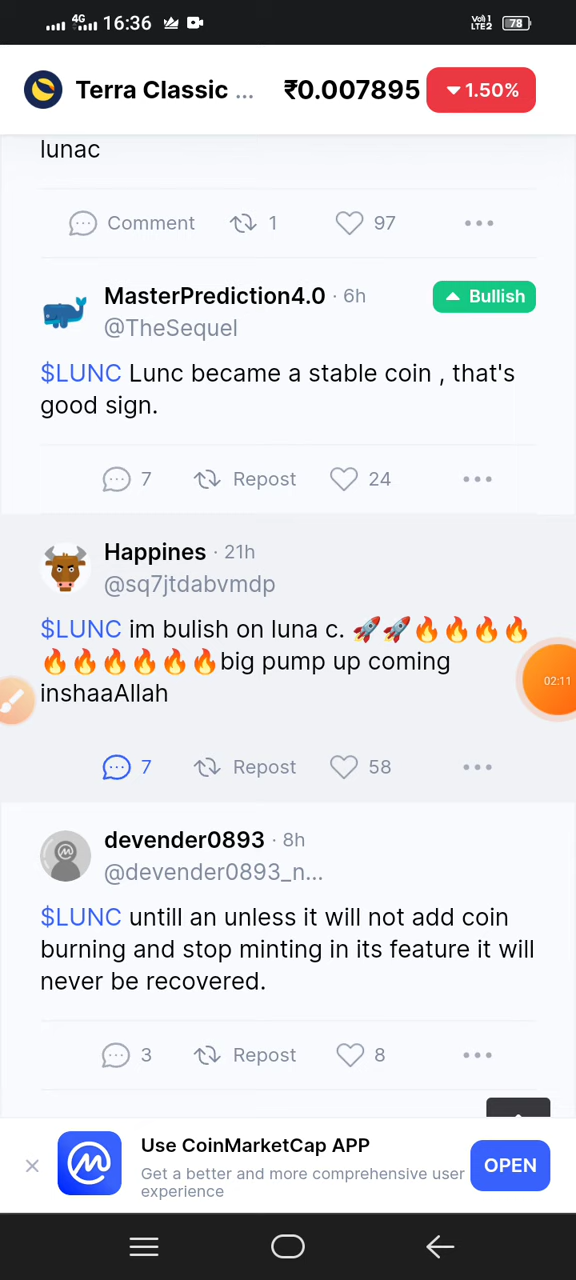 4G 16:36 Vo) 1 LTE2 78
Terra Classic ... ₹0.007895 1.50%
lunac
Comment 1 97
MasterPrediction4.0 · 6h Bullish
@TheSequel
$LUNC Lunc became a stable coin , that's
good sign.
7 Repost 24
Happines · 21h
@sq7jtdabvmdp
$LUNC im bulish on luna c. 🚀🚀🔥🔥🔥🔥
🔥🔥🔥🔥🔥🔥big pump up coming
inshaaAllah
02:11
7 Repost 58
devender0893 · 8h
@devender0893_n...
$LUNC untill an unless it will not add coin
burning and stop minting in its feature it will
never be recovered.
3 Repost 8
Use CoinMarketCap APP
Get a better and more comprehensive user
experience
OPEN